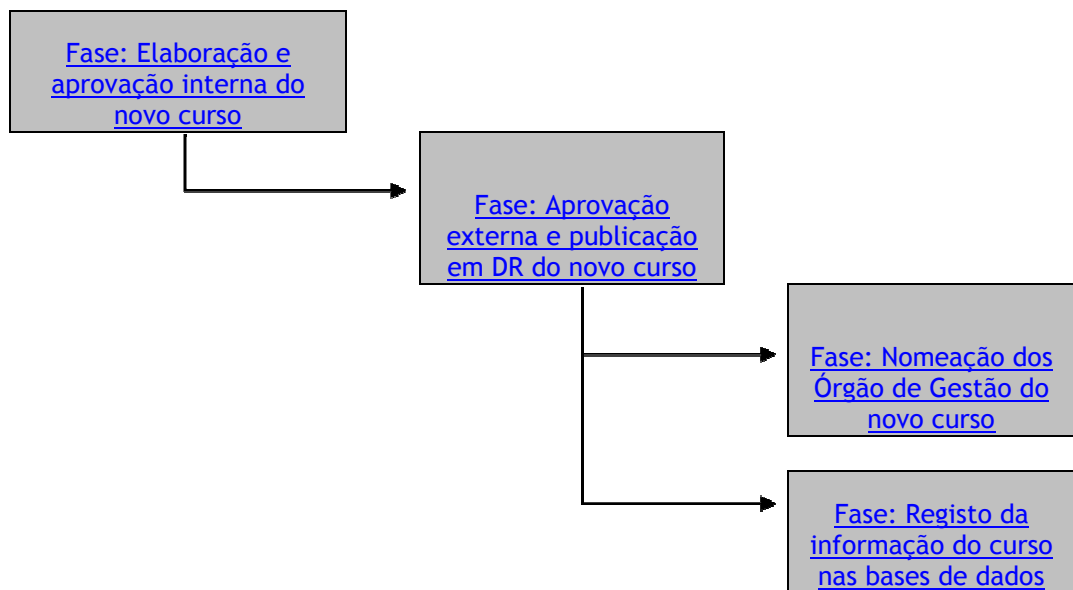 Fase: Elaboração e
aprovação interna do
novo curso
Fase: Aprovação
externa e publicação
em DR do novo curso
Fase: Nomeação dos
Órgão de Gestão do
novo curso
Fase: Registo da
informação do curso
nas bases de dados